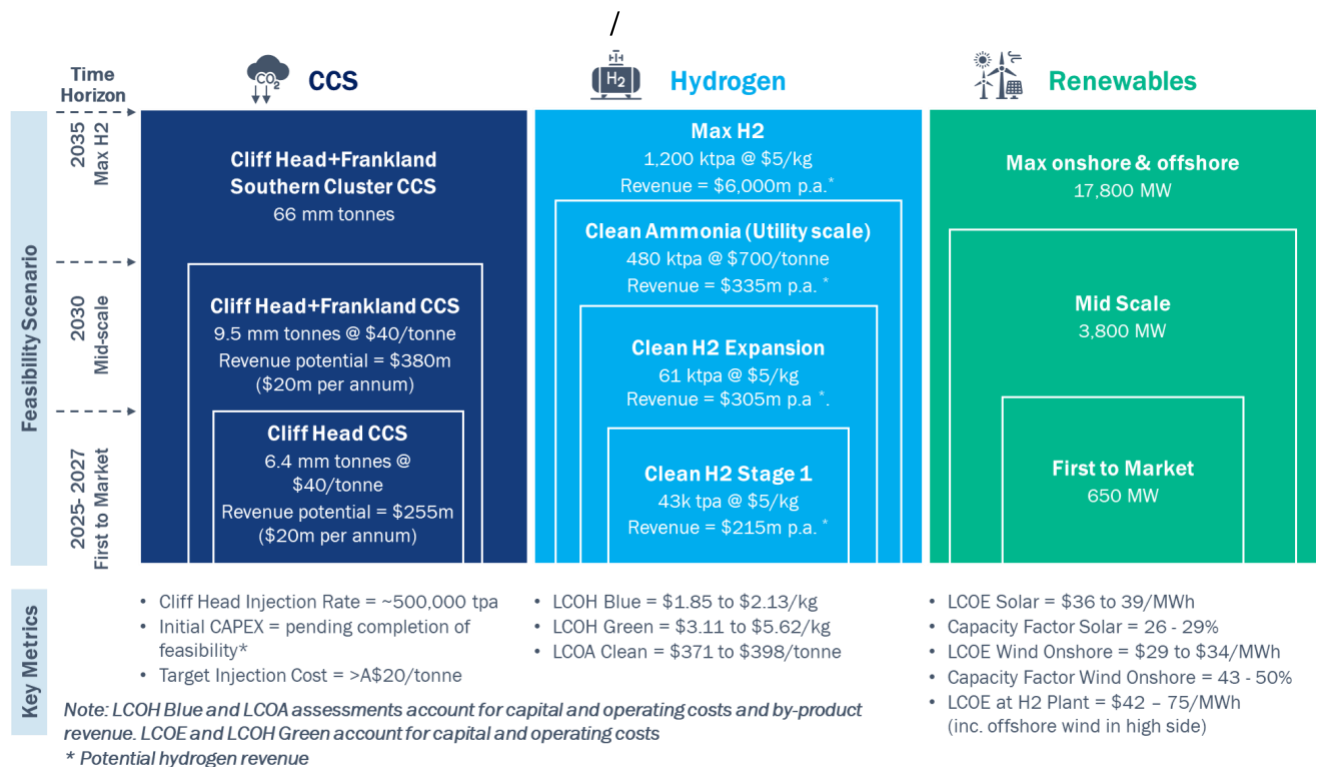 /
Time
Horizon
CO2
CCS
H2
Hydrogen
Renewables
Feasibility Scenario
2035
Max H2
2030
Mid-scale
2025- 2027
First to Market
Cliff Head+Frankland
Southern Cluster CCS
66 mm tonnes
Cliff Head+Frankland CCS
9.5 mm tonnes @ $40/tonne
Revenue potential = $380m
($20m per annum)
Cliff Head CCS
6.4 mm tonnes @
$40/tonne
Revenue potential = $255m
($20m per annum)
Max H2
1,200 ktpa @ $5/kg
Revenue = $6,000m p.a.*
Clean Ammonia (Utility scale)
480 ktpa @ $700/tonne
Revenue = $335m p.a. *
Clean H2 Expansion
61 ktpa @ $5/kg
Revenue = $305m p.a *.
Clean H2 Stage 1
43k tpa @ $5/kg
Revenue = $215m p.a. *
Max onshore & offshore
17,800 MW
Mid Scale
3,800 MW
First to Market
650 MW
Key Metrics
• Cliff Head Injection Rate = ~500,000 tpa
• Initial CAPEX = pending completion of
feasibility*
• Target Injection Cost = >A$20/tonne
• LCOH Blue = $1.85 to $2.13/kg
• LCOH Green = $3.11 to $5.62/kg
• LCOA Clean = $371 to $398/tonne
• LCOE Solar = $36 to 39/MWh
• Capacity Factor Solar = 26 - 29%
• LCOE Wind Onshore = $29 to $34/MWh
• Capacity Factor Wind Onshore = 43 - 50%
• LCOE at H2 Plant = $42 – 75/MWh
(inc. offshore wind in high side)
Note: LCOH Blue and LCOA assessments account for capital and operating costs and by-product
revenue. LCOE and LCOH Green account for capital and operating costs
* Potential hydrogen revenue